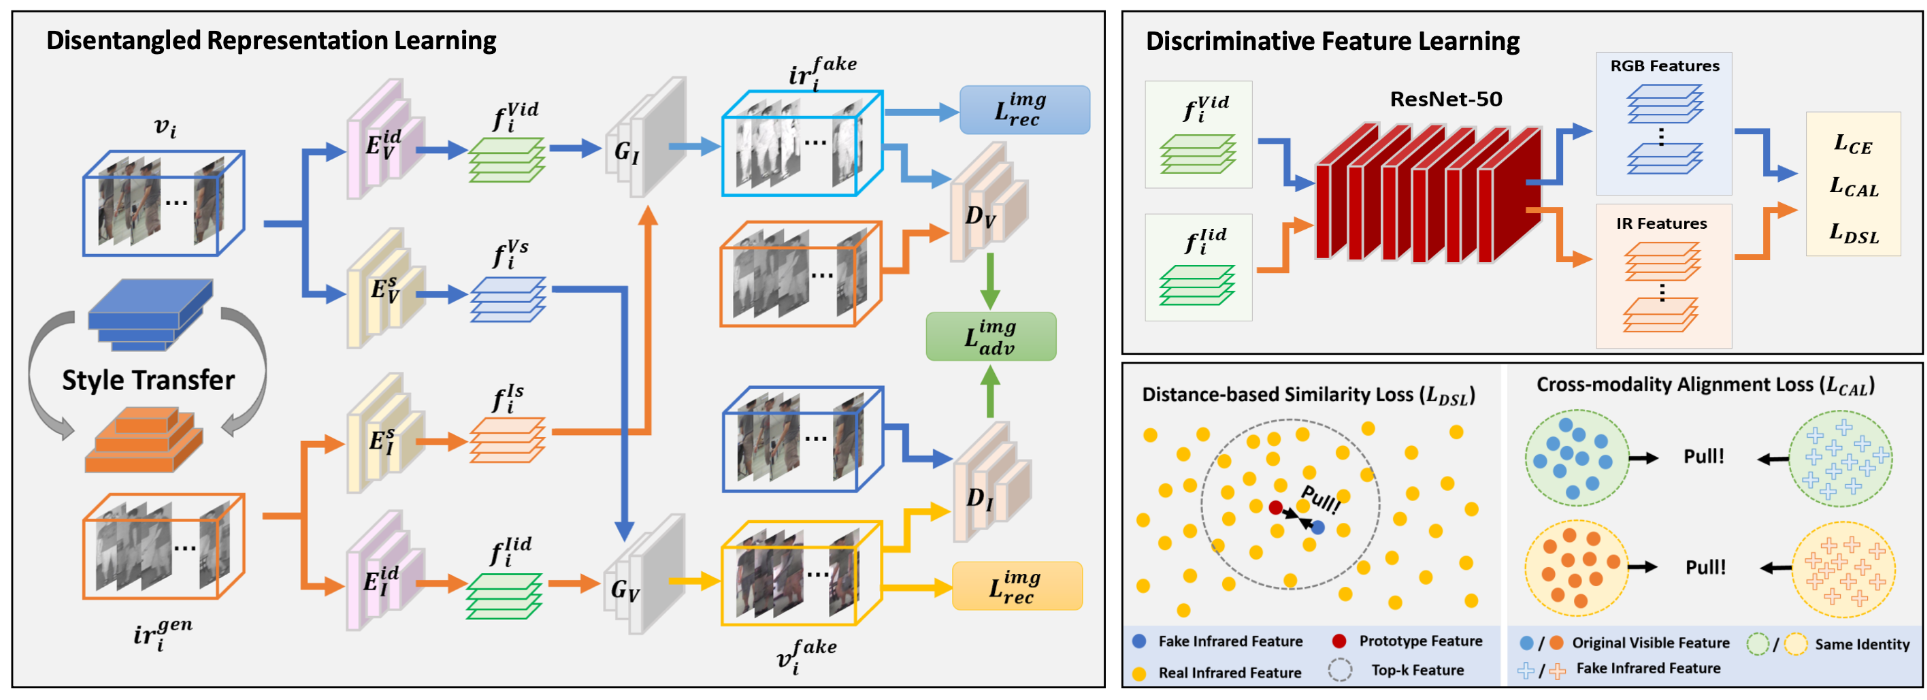 Disentangled Representation Learning
v_i
E_V^{id}
f_i^{Vid}
G_I
ir_i^{fake}
L_{rec}^{img}
...
...
D_V
...
E_V^s
f_i^{Vs}
L_{adv}^{img}
Style Transfer
E_I^s
f_i^{Is}
...
D_I
...
E_I^{id}
f_i^{Iid}
G_V
...
L_{rec}^{img}
ir_i^{gen}
v_i^{fake}
Discriminative Feature Learning
f_i^{Vid}
f_i^{Iid}
ResNet-50
RGB Features
...
IR Features
...
L_{CE}
L_{CAL}
L_{DSL}
Distance-based Similarity Loss (L_{DSL})
Pull!
Fake Infrared Feature
Prototype Feature
Real Infrared Feature
Top-k Feature
Cross-modality Alignment Loss (L_{CAL})
Pull!
Pull!
/ Original Visible Feature
/ Same Identity
/ Fake Infrared Feature